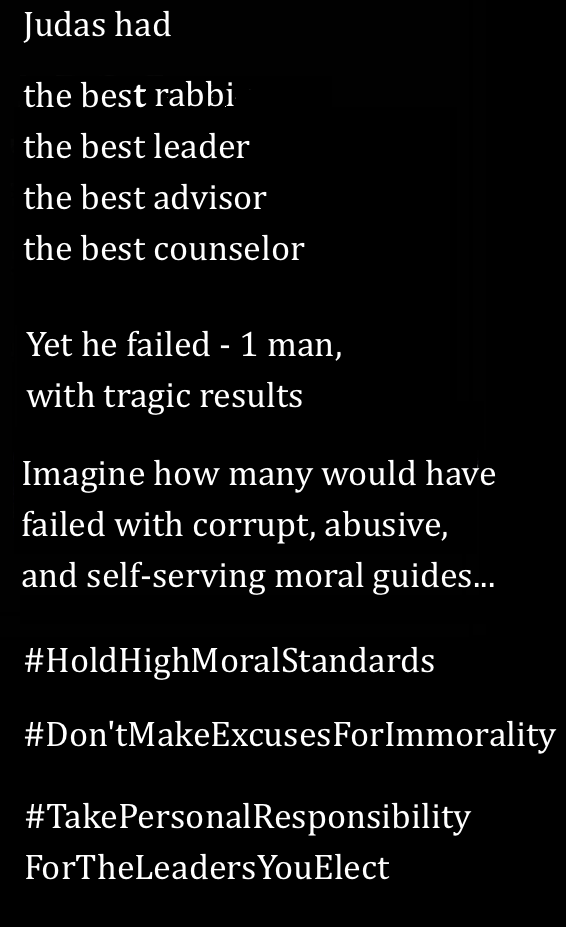 Judas had
the best rabbi
the best leader
the best advisor
the best counselor
Yet he failed - 1 man,
with tragic results
Imagine how many would have
failed with corrupt, abusive,
and self-serving moral guides...
#HoldHighMoralStandards
#Don'tMakeExcusesForImmorality
#TakePersonalResponsibility
ForTheLeadersYouElect